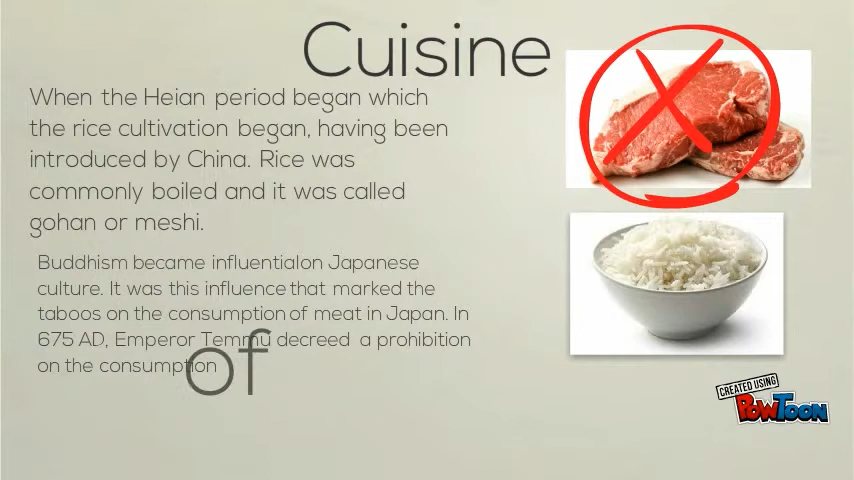 Cuisine
When the Heian period began which
the rice cultivation began, having been
introduced by China. Rice was
commonly boiled and it was called
gohan or meshi.
Buddhism became influentialon Japanese
culture. It was this influence that marked the
taboos on the consumption of meat in Japan. In
675 AD, Emperor Temmū decreed a prohibition
on the consumption
of
CREATED USING
POWTOON